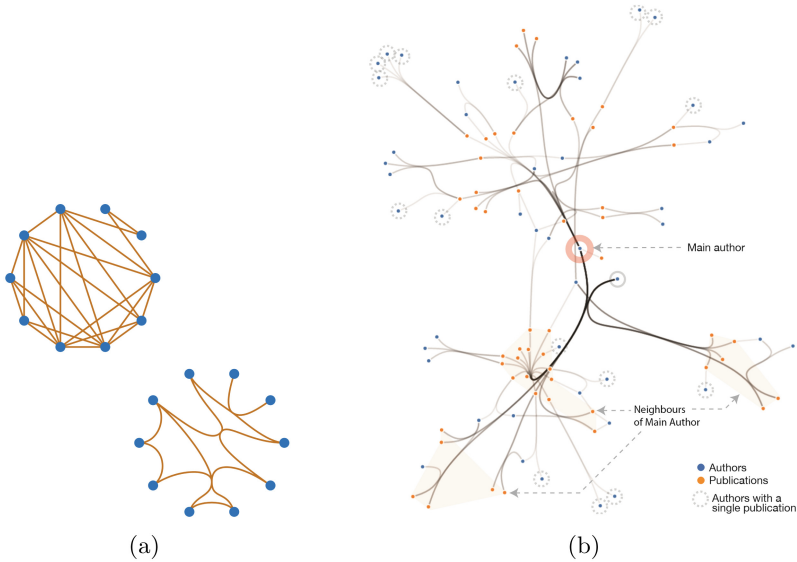 Main author
Neighbours
of Main Author
Authors
Publications
Authors with a
single publication
(a)
(b)